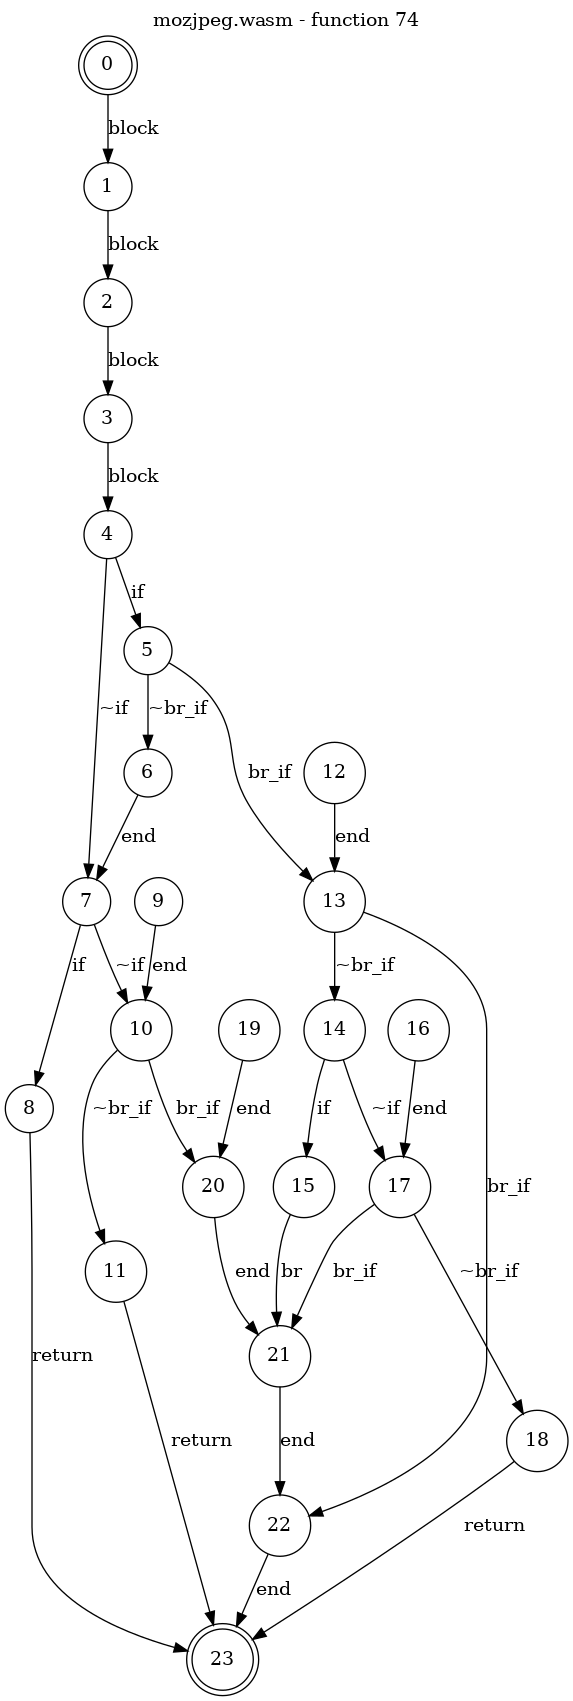 mozjpeg.wasm - function 74
0
block
1
block
2
block
3
block
4
if
5
~if
~br_if
br_if
6
12
end
end
7
9
13
if
~if
end
~br_if
10
19
14
16
8
~br_if
br_if
end
if
~if
end
20
15
17
br_if
11
end
br
br_if
~br_if
return
21
return
end
18
22
return
end
23